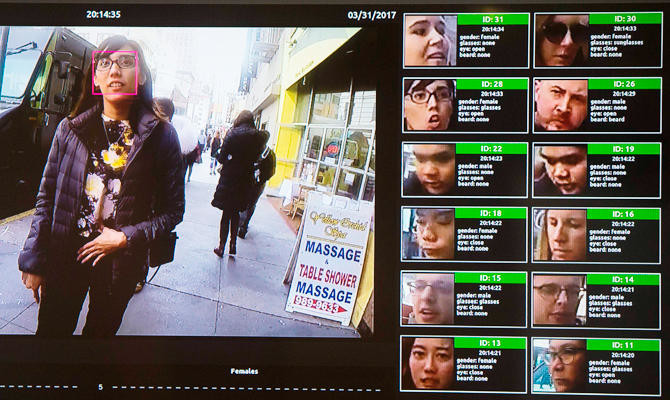 20:14:35
03/31/2017
MASSAGE
&
TABLE SHOWER
MASSAGE
989-9633
Females
5
ID: 31
20:14:34
gender: female
glasses: none
eye: open
beard: none
ID: 30
20:14:33
gender: female
glasses: sunglasses
eye: close
beard: none
ID: 28
20:14:33
gender: female
glasses: glasses
eye: open
beard: none
ID: 26
20:14:29
gender: male
glasses: none
eye: open
beard: beard
ID: 22
20:14:23
gender: male
glasses: none
eye: open
beard: none
ID: 19
20:14:22
gender: male
glasses: none
eye: close
beard: none
ID: 18
20:14:22
gender: female
glasses: none
eye: close
beard: none
ID: 16
20:14:22
gender: female
glasses: none
eye: close
beard: none
ID: 15
20:14:22
gender: male
glasses: glasses
eye: close
beard: none
ID: 14
20:14:21
gender: male
glasses: glasses
eye: close
beard: none
ID: 13
20:14:21
gender: female
glasses: none
eye: open
beard: none
ID: 11
20:14:20
gender: female
glasses: glasses
eye: open
beard: none